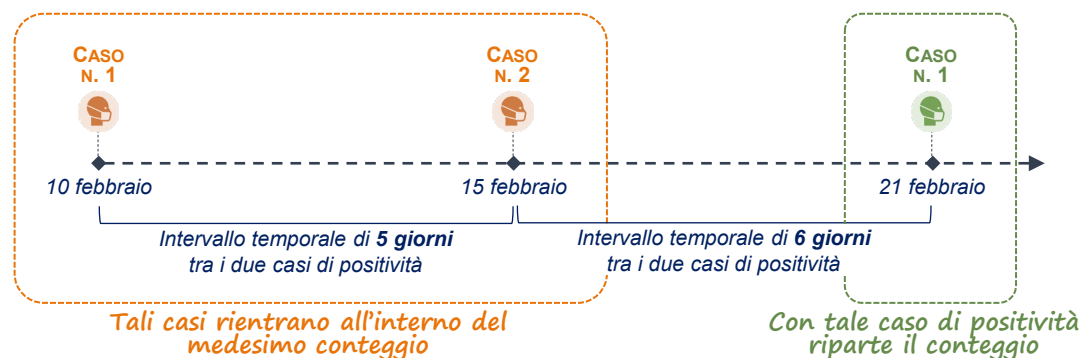 CASO
N. 1
CASO
N. 2
CASO
N. 1
10 febbraio
15 febbraio
21 febbraio
Intervallo temporale di 5 giorni
tra i due casi di positività
Intervallo temporale di 6 giorni
tra i due casi di positività
Tali casi rientrano all'interno del
medesimo conteggio
Con tale caso di positività
riparte il conteggio